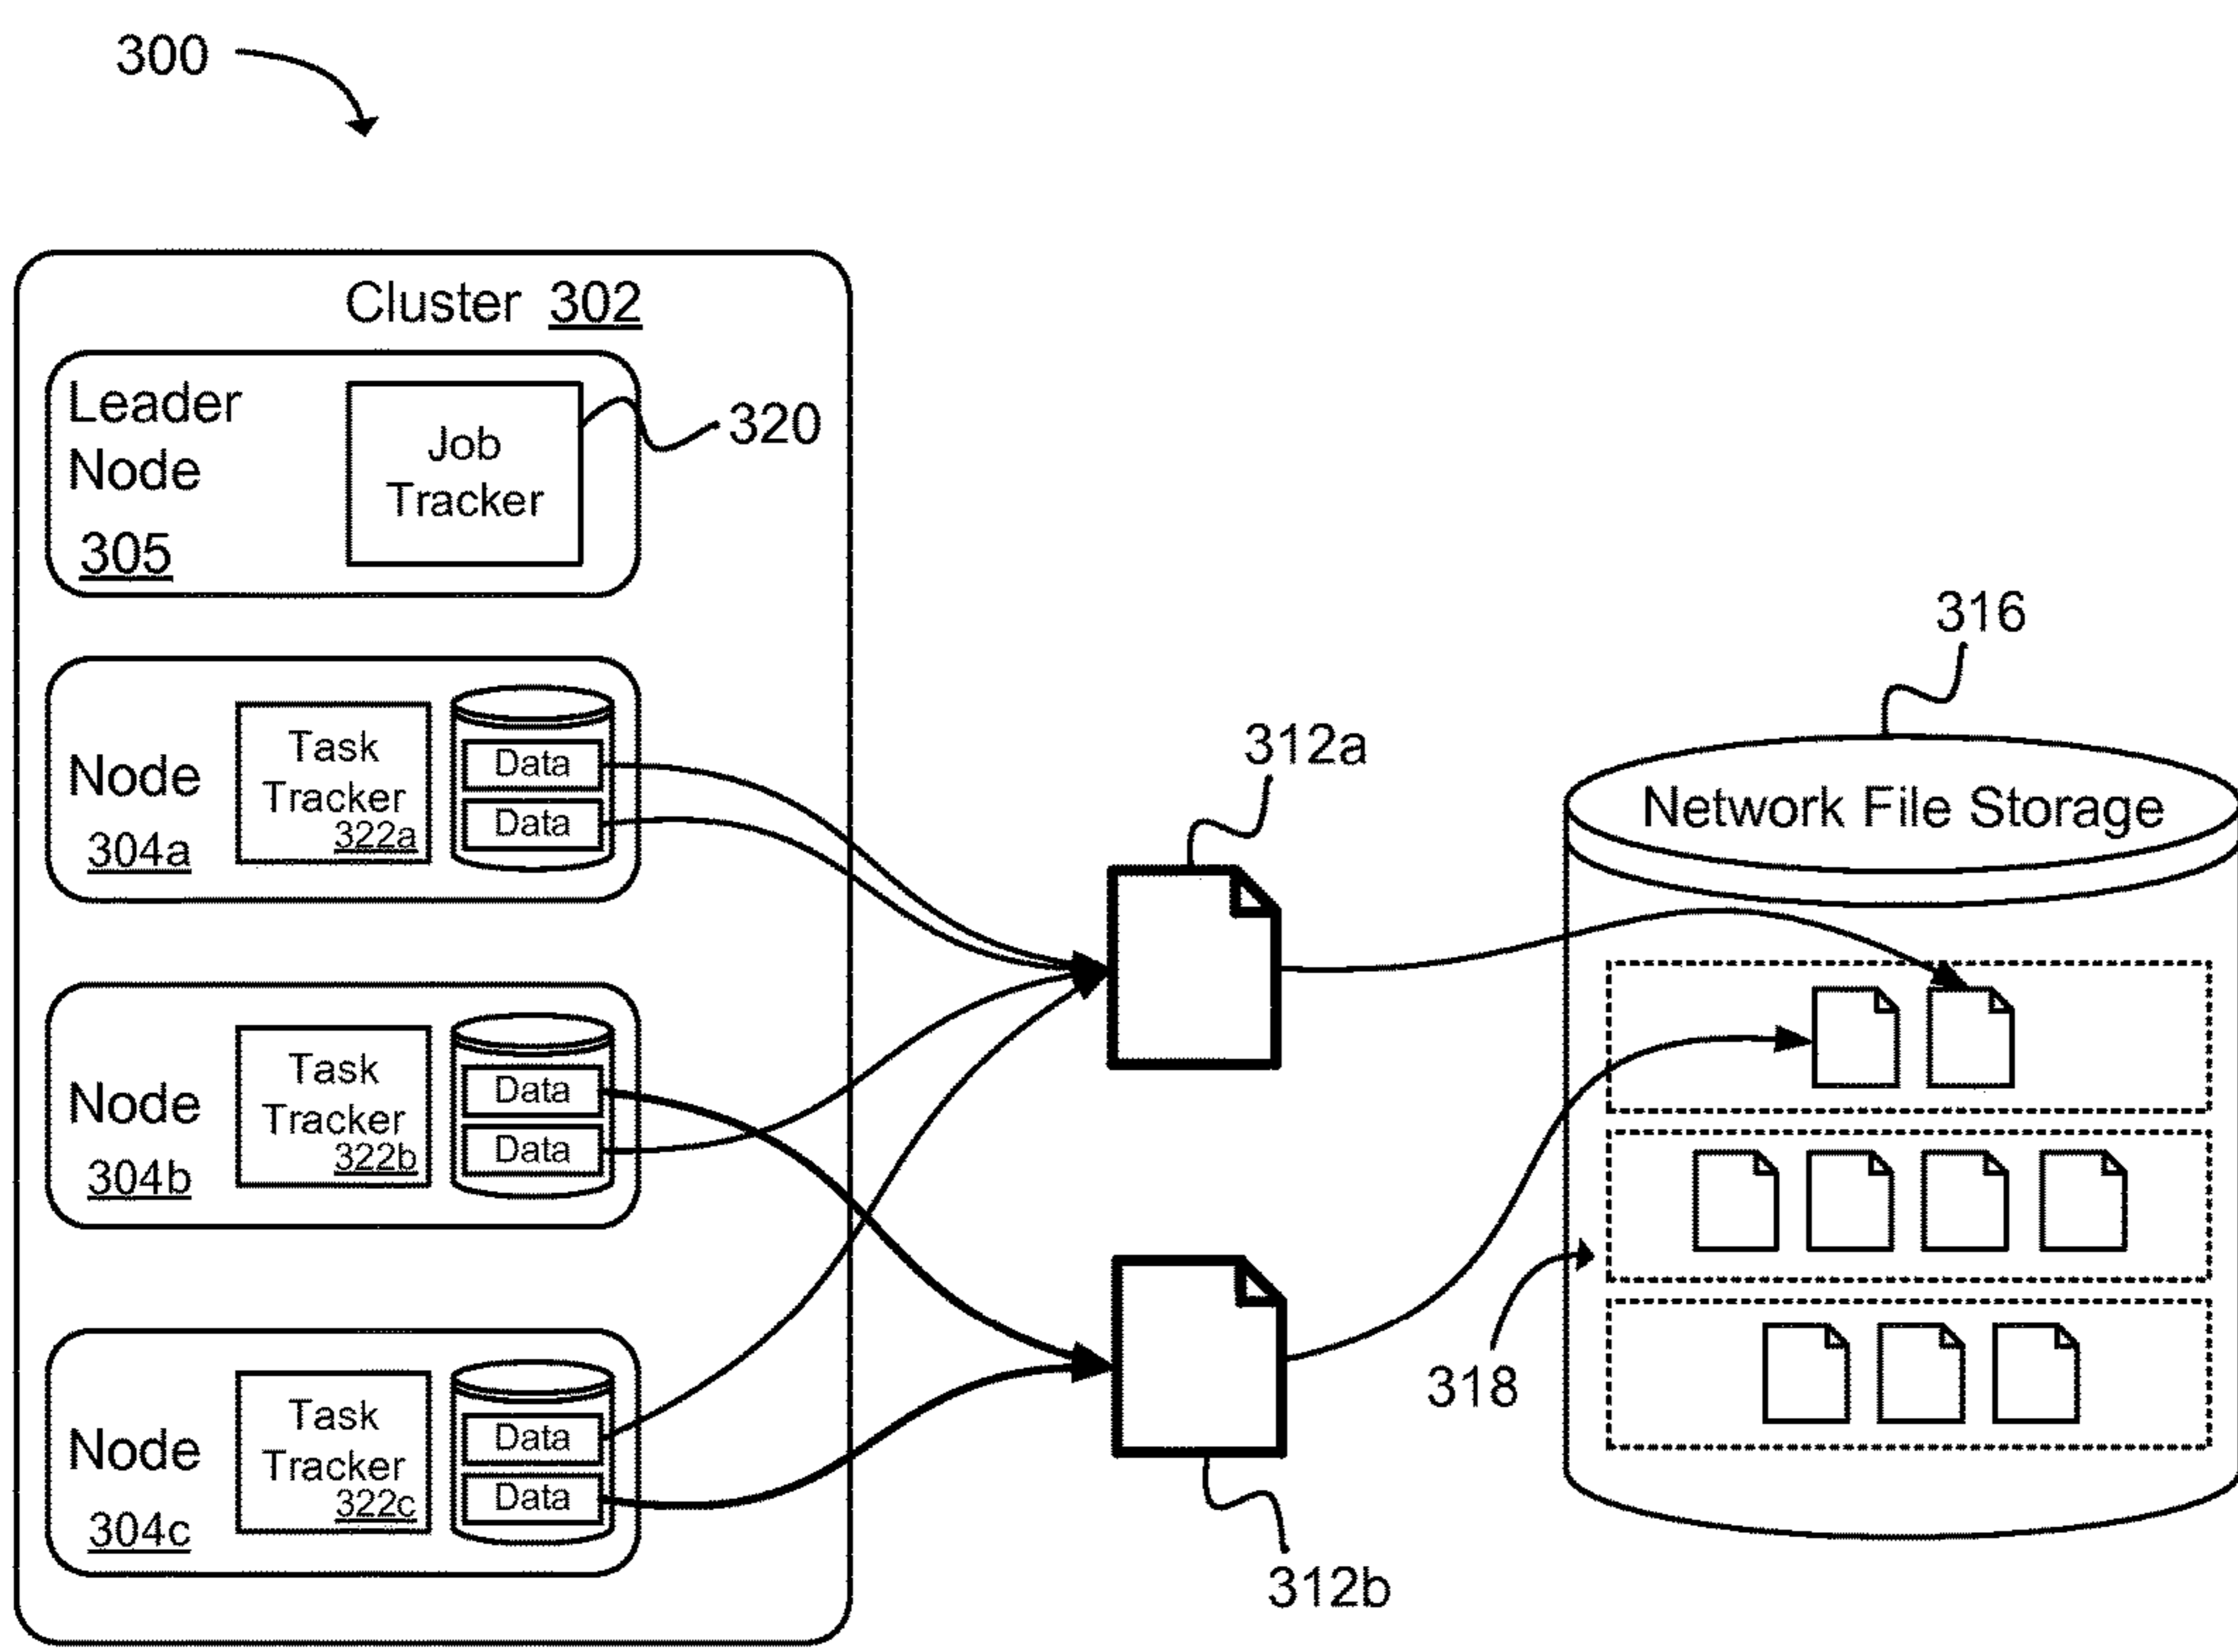 300
Cluster 302
Leader
Node
305
Job
Tracker
320
Node
304a
Task
Tracker
322a
Data
Data
Node
304b
Task
Tracker
322b
Data
Data
Node
304c
Task
Tracker
322c
Data
Data
312a
312b
316
Network File Storage
318